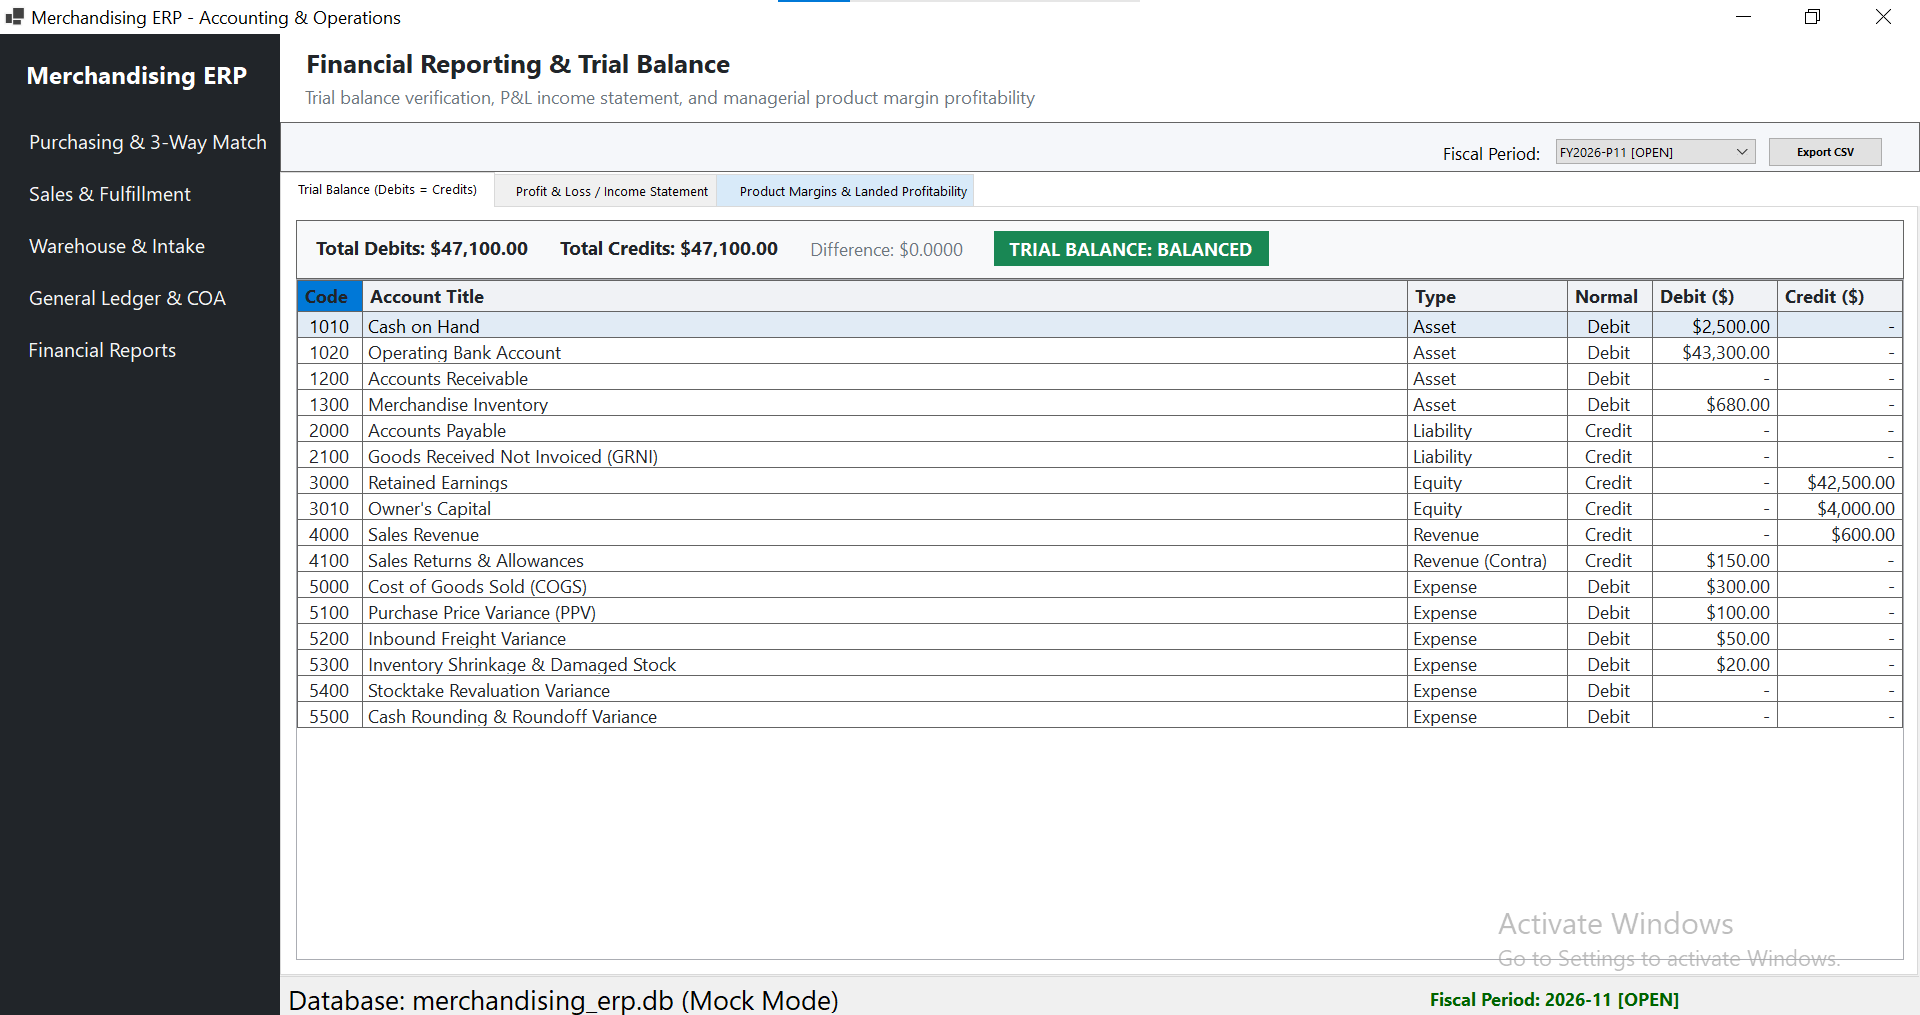 Merchandising ERP - Accounting & Operations
Merchandising ERP
Purchasing & 3-Way Match
Sales & Fulfillment
Warehouse & Intake
General Ledger & COA
Financial Reports
Financial Reporting & Trial Balance
Trial balance verification, P&L income statement, and managerial product margin profitability
Fiscal Period: FY2026-P11 [OPEN] Export CSV
Trial Balance (Debits = Credits) Profit & Loss / Income Statement Product Margins & Landed Profitability
Total Debits: $47,100.00 Total Credits: $47,100.00 Difference: $0.0000 TRIAL BALANCE: BALANCED
Code Account Title Type Normal Debit ($) Credit ($)
1010 Cash on Hand Asset Debit $2,500.00 -
1020 Operating Bank Account Asset Debit $43,300.00 -
1200 Accounts Receivable Asset Debit - -
1300 Merchandise Inventory Asset Debit $680.00 -
2000 Accounts Payable Liability Credit - -
2100 Goods Received Not Invoiced (GRNI) Liability Credit - -
3000 Retained Earnings Equity Credit - $42,500.00
3010 Owner's Capital Equity Credit - $4,000.00
4000 Sales Revenue Revenue Credit - $600.00
4100 Sales Returns & Allowances Revenue (Contra) Credit $150.00 -
5000 Cost of Goods Sold (COGS) Expense Debit $300.00 -
5100 Purchase Price Variance (PPV) Expense Debit $100.00 -
5200 Inbound Freight Variance Expense Debit $50.00 -
5300 Inventory Shrinkage & Damaged Stock Expense Debit $20.00 -
5400 Stocktake Revaluation Variance Expense Debit - -
5500 Cash Rounding & Roundoff Variance Expense Debit - -
Activate Windows
Go to Settings to activate Windows.
Database: merchandising_erp.db (Mock Mode) Fiscal Period: 2026-11 [OPEN]